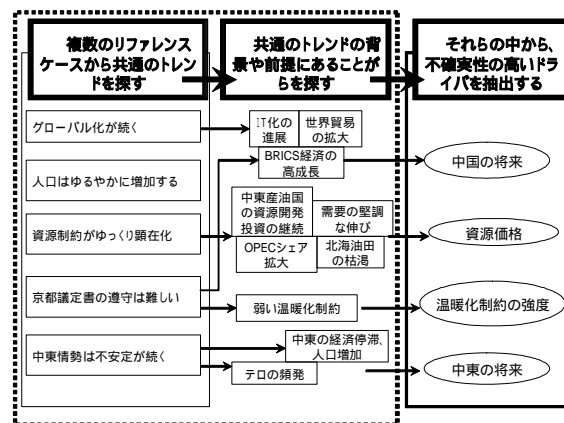 複数のリファレンス
ケースから共通のトレン
ドを探す
共通のトレンドの背
景や前提にあることが
らを探す
それらの中から、
不確実性の高いドラ
イバを抽出する
グローバル化が続く
IT化の
進展
世界貿易
の拡大
BRICS経済の
高成長
中国の将来
人口はゆるやかに増加する
資源制約がゆっくり顕在化
中東産油国
の資源開発
投資の継続
需要の堅調
な伸び
OPECシェア
拡大
北海油田
の枯渇
資源価格
京都議定書の遵守は難しい
弱い温暖化制約
温暖化制約の強度
中東情勢は不安定が続く
中東の経済停滞、
人口増加
テロの頻発
中東の将来